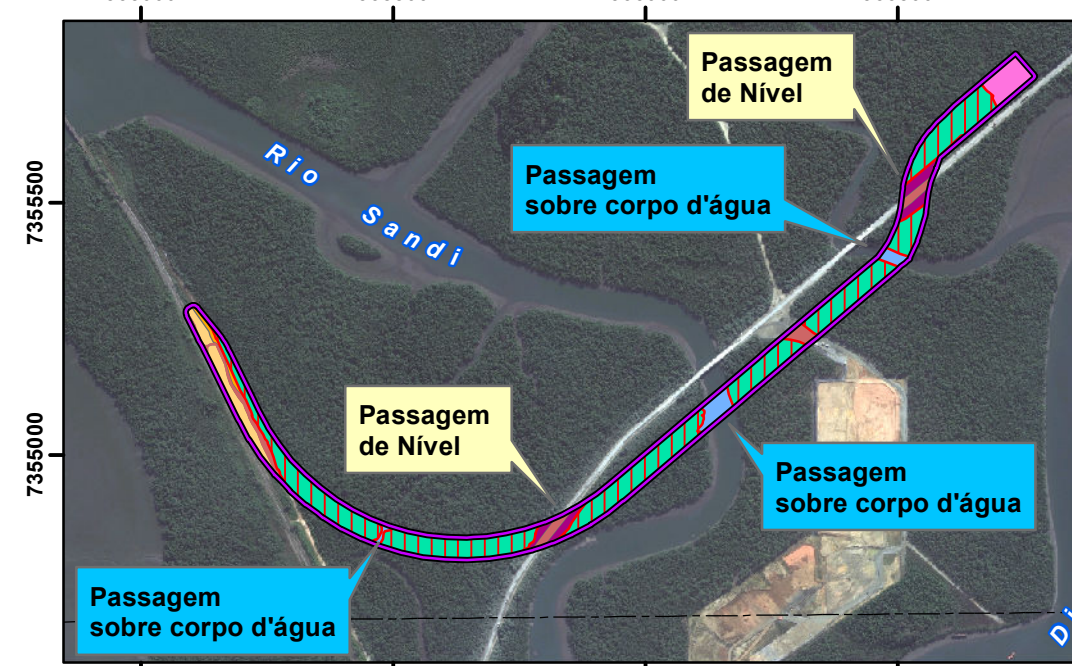 Passagem
de Nível
Passagem
sobre corpo d'água
Rio Sandi
7355500
Passagem
de Nível
7355000
Passagem
sobre corpo d'água
Passagem
sobre corpo d'água
Di